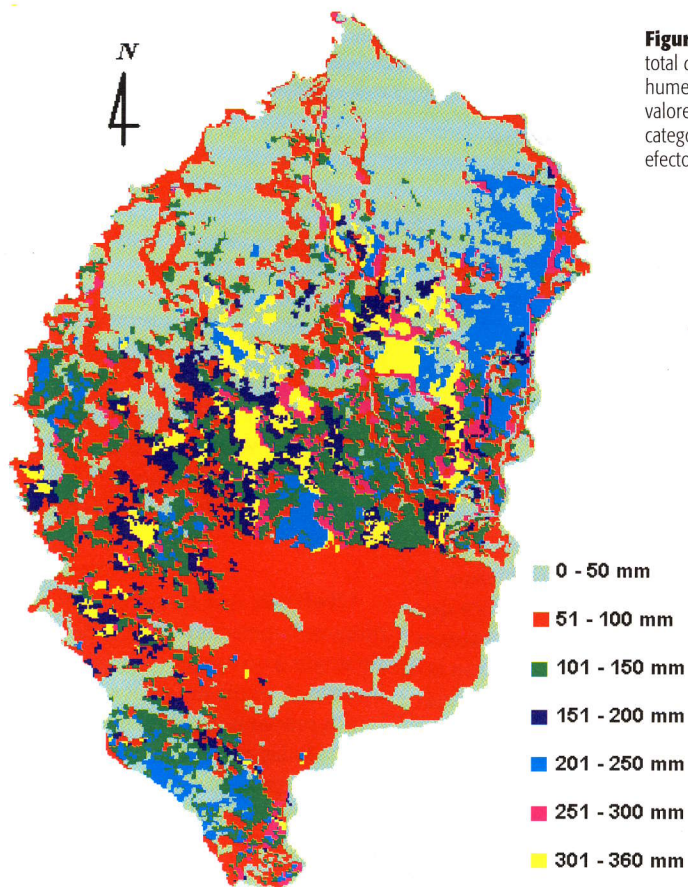 N
Figur
total d
hume
valore
catego
efecto
0 - 50 mm
51 - 100 mm
101 - 150 mm
151 - 200 mm
201 - 250 mm
251 - 300 mm
301 - 360 mm